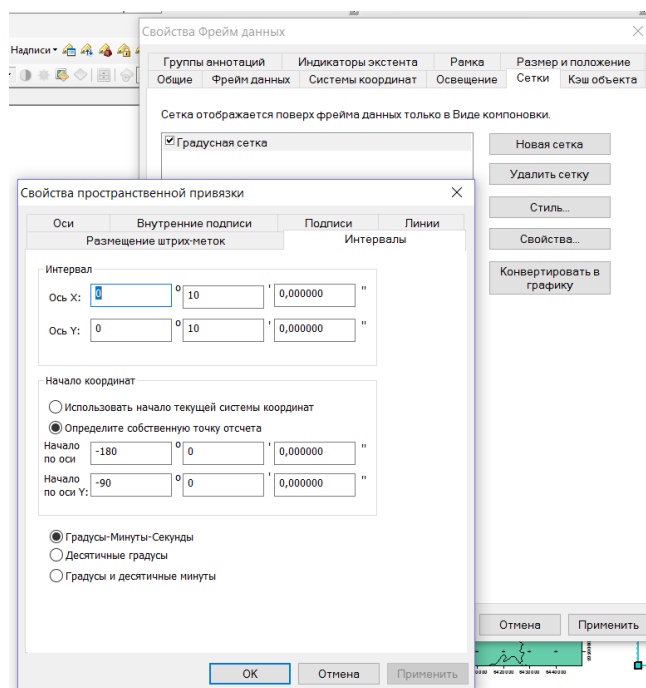 Надписи
Свойства Фрейм данных
Группы аннотаций Индикаторы экстента Рамка Размер и положение
Общие Фрейм данных Системы координат Освещение Сетки Кэш объекта
Сетка отображается поверх фрейма данных только в Виде компоновки.
Градусная сетка
Новая сетка
Удалить сетку
Стиль...
Свойства...
Конвертировать в
графику
Отмена Применить
Свойства пространственной привязки
Оси Внутренние подписи Подписи Линии
Размещение штрих-меток Интервалы
Интервал
Ось X: 0 ° 10 ' 0,000000 "
Ось Y: 0 ° 10 ' 0,000000 "
Начало координат
Использовать начало текущей системы координат
Определите собственную точку отсчета
Начало
по оси -180 ° 0 ' 0,000000 "
Начало
по оси Y: -90 ° 0 ' 0,000000 "
Градусы-Минуты-Секунды
Десятичные градусы
Градусы и десятичные минуты
ОК Отмена Применить
6420000 6430000 6440000